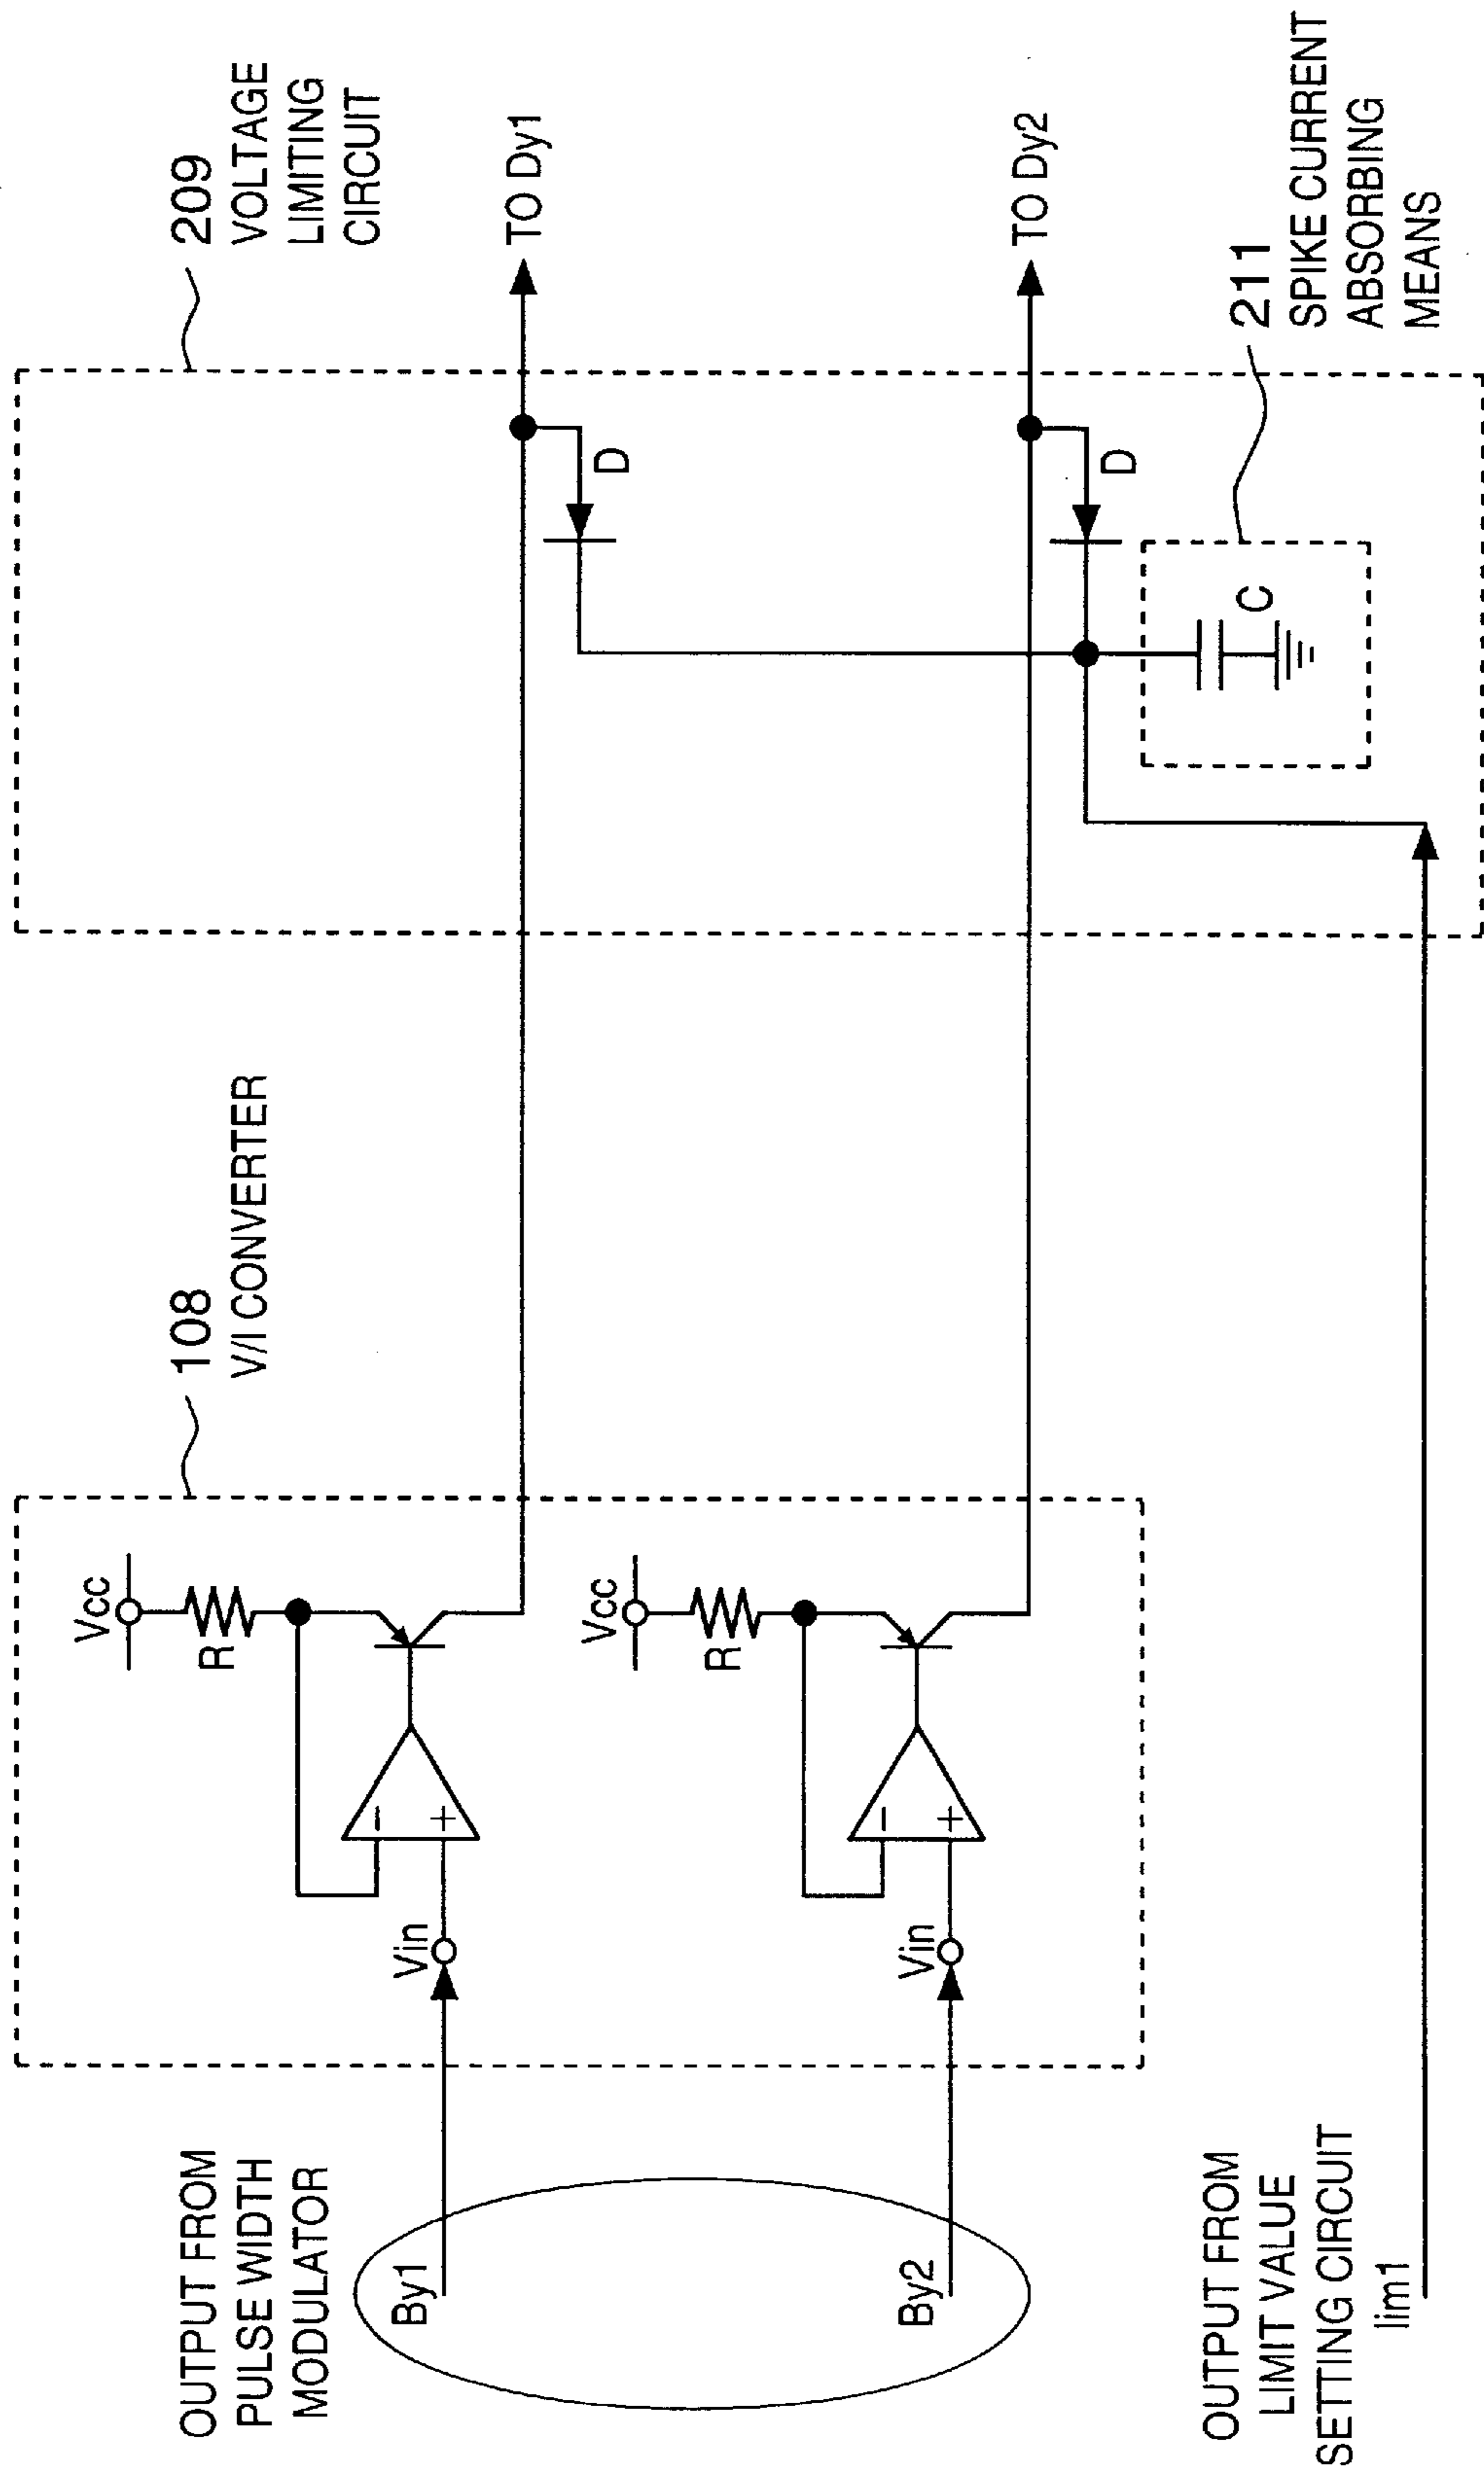 108
V/I CONVERTER
209
VOLTAGE
LIMITING
CIRCUIT
OUTPUT FROM
PULSE WIDTH
MODULATOR
Vcc
R
By1
Vin
−
+
D
TO Dy1
Vcc
R
By2
Vin
−
+
D
TO Dy2
C
211
SPIKE CURRENT
ABSORBING
MEANS
OUTPUT FROM
LIMIT VALUE
SETTING CIRCUIT
lim1